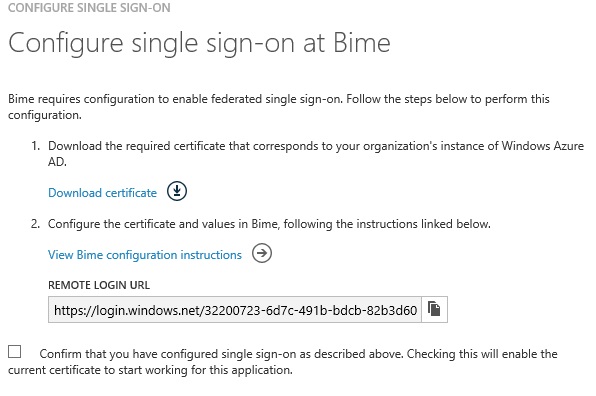 CONFIGURE SINGLE SIGN-ON
Configure single sign-on at Bime
Bime requires configuration to enable federated single sign-on. Follow the steps below to perform this
configuration.
1. Download the required certificate that corresponds to your organization's instance of Windows Azure
AD.
Download certificate
2. Configure the certificate and values in Bime, following the instructions linked below.
View Bime configuration instructions
REMOTE LOGIN URL
https://login.windows.net/32200723-6d7c-491b-bdcb-82b3d60
Confirm that you have configured single sign-on as described above. Checking this will enable the
current certificate to start working for this application.